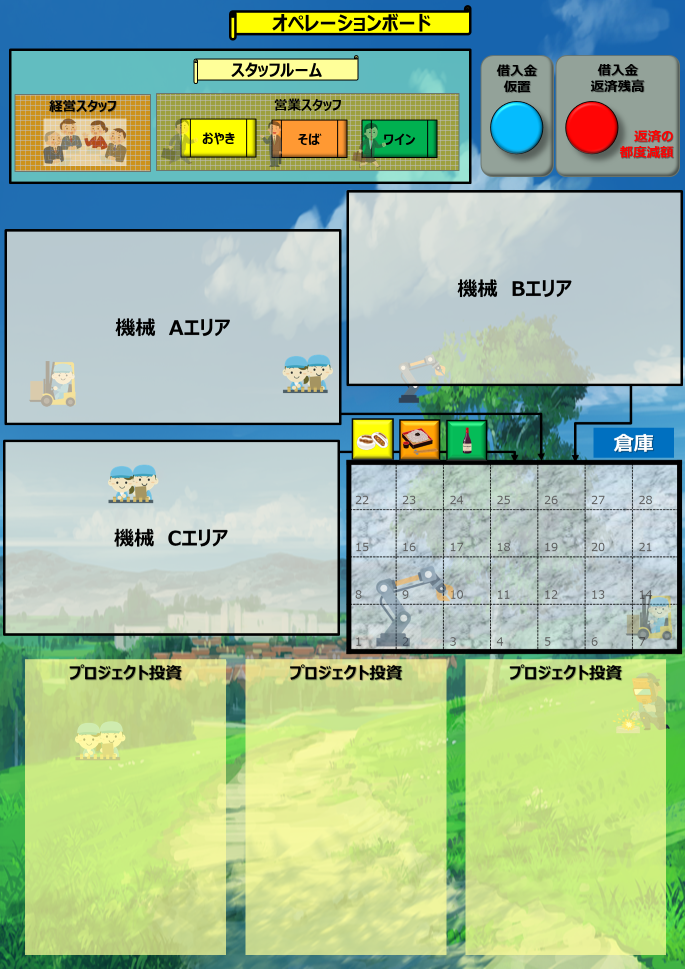 オペレーションボード
スタッフルーム
経営スタッフ
営業スタッフ
おやき
そば
ワイン
借入金
仮置
借入金
返済残高
返済の
都度減額
機械 Aエリア
機械 Bエリア
倉庫
機械 Cエリア
22 23 24 25 26 27 28
15 16 17 18 19 20 21
8 9 10 11 12 13 14
1 3 4 5 6 7
プロジェクト投資
プロジェクト投資
プロジェクト投資